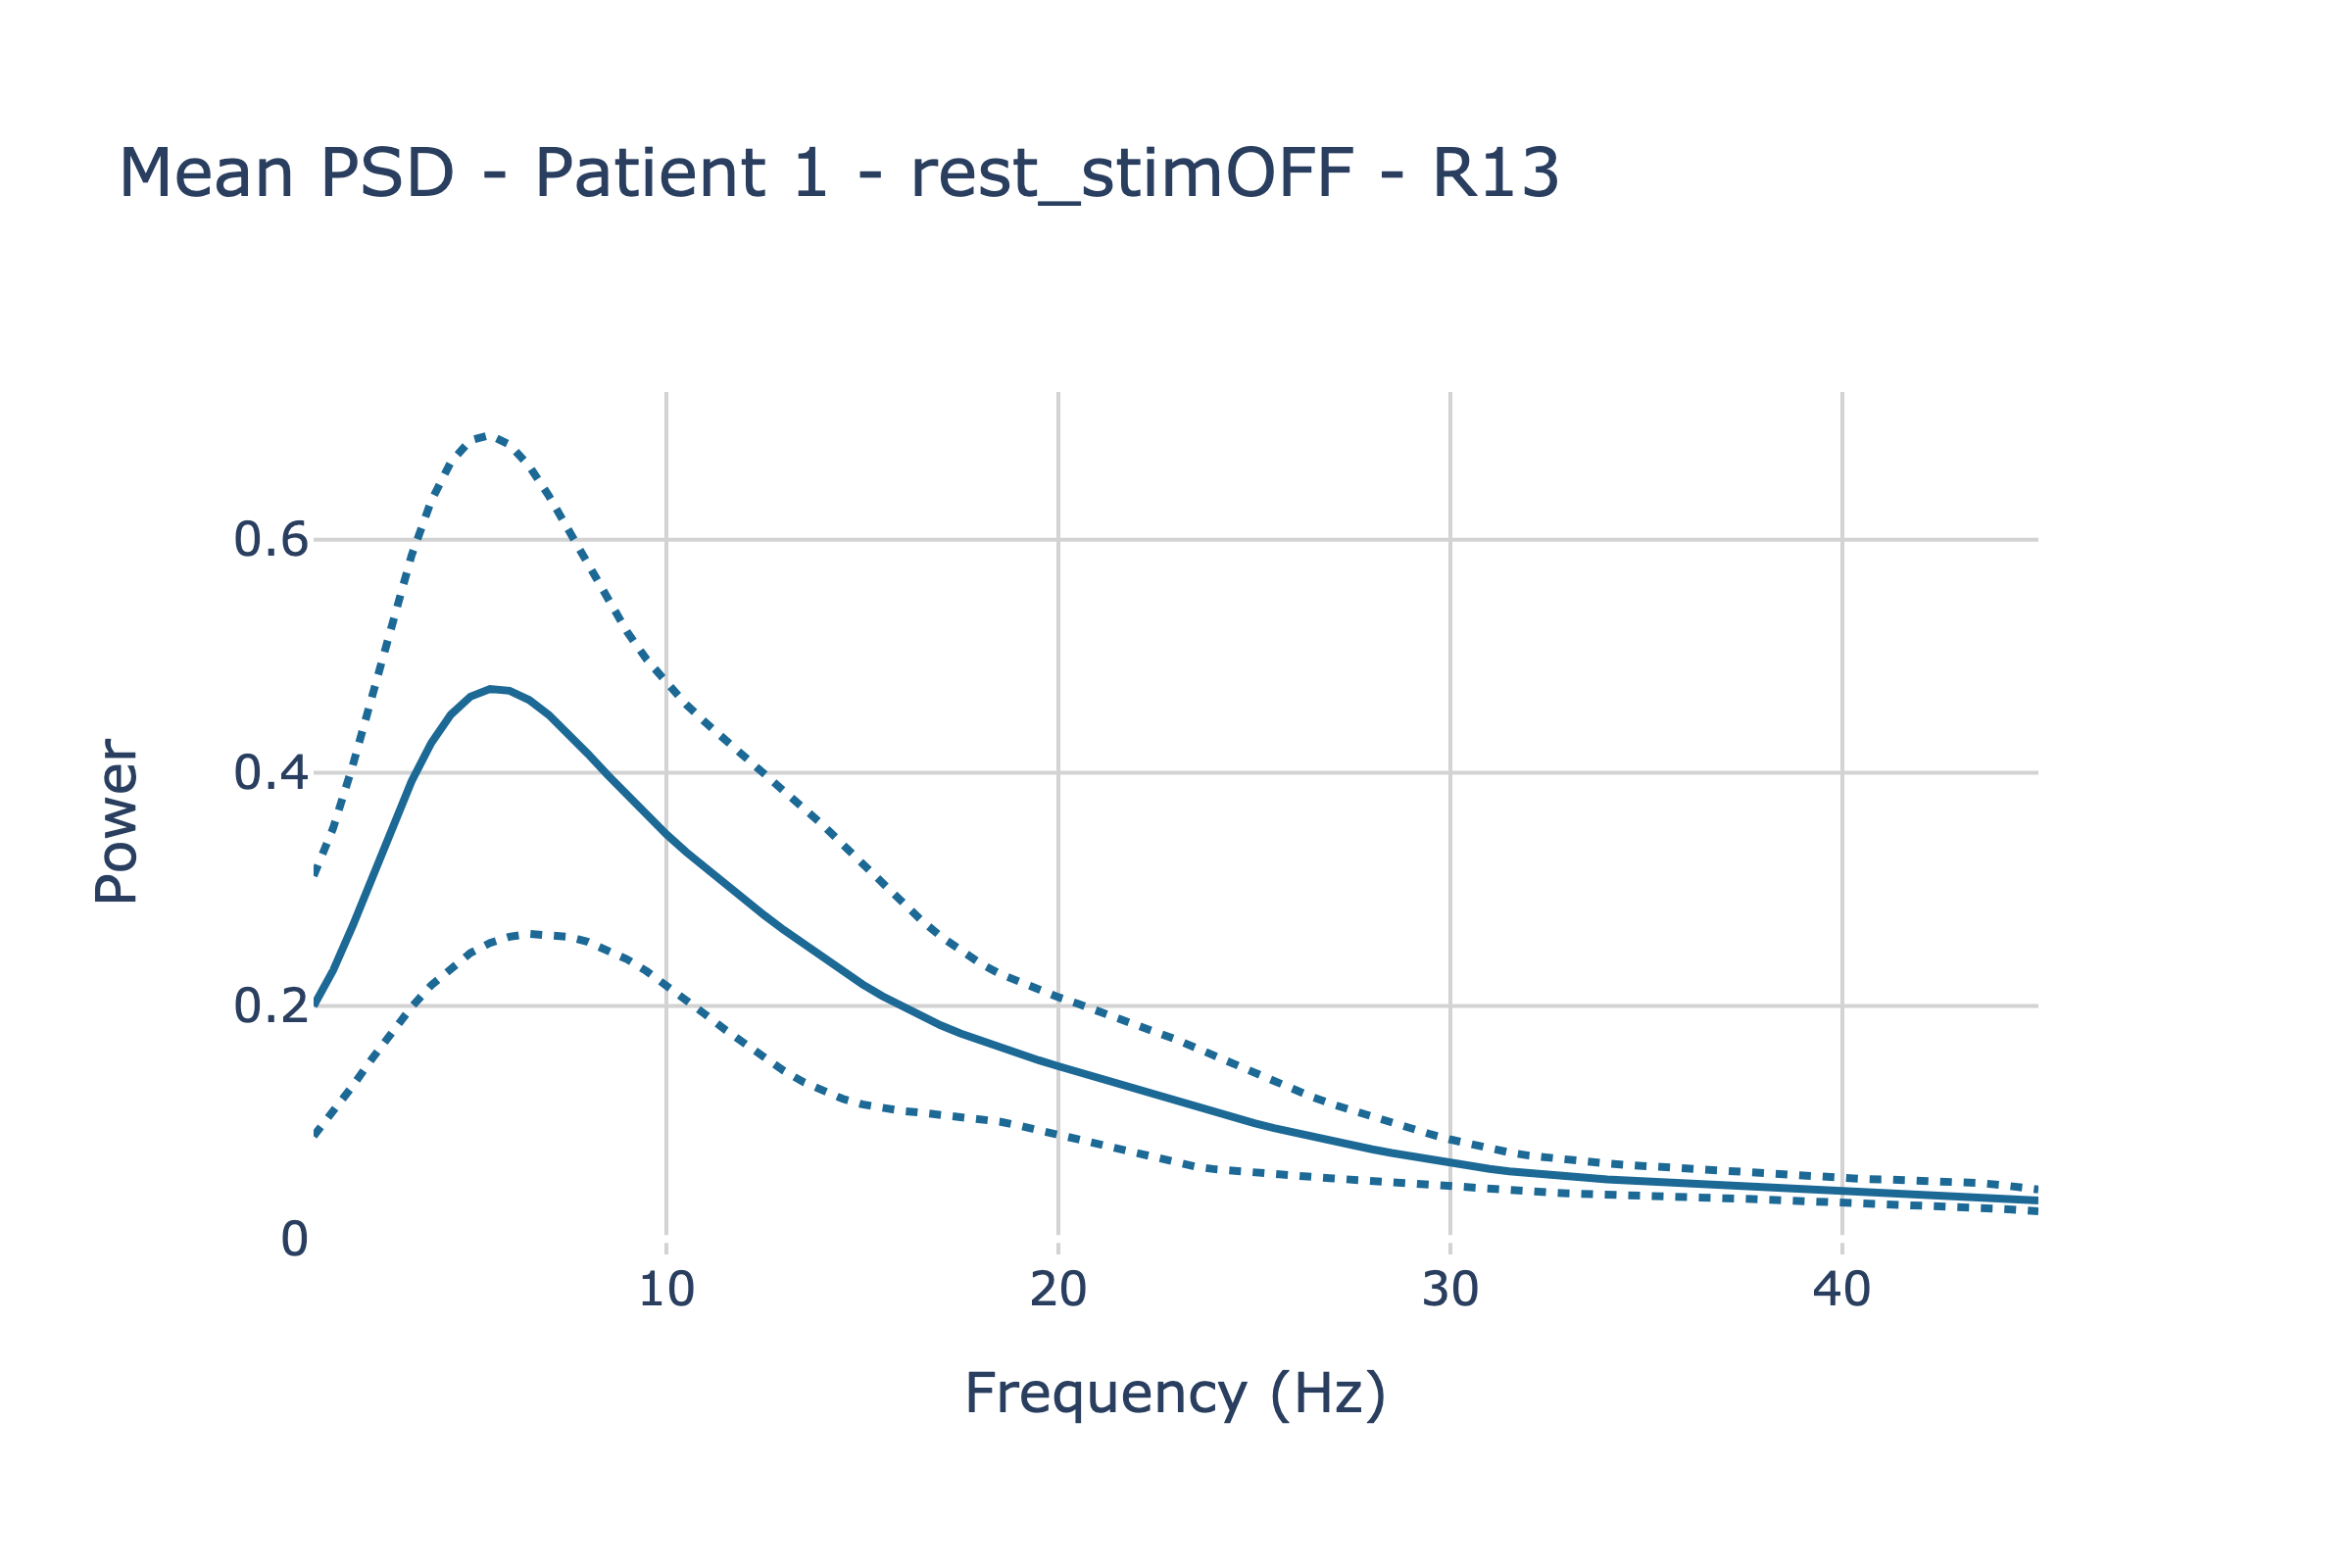 Mean PSD - Patient 1 - rest_stimOFF - R13
0.6
0.4
0.2
0
Power
10 20 30 40
Frequency (Hz)